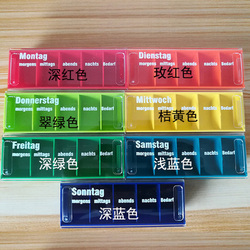 Montag
morgens mittags abends nachts Bedarf
深红色
Dienstag
morgens mittags abends nachts Bedarf
玫红色
Donnerstag
morgens mittags abends nachts Bedarf
翠绿色
Mittwoch
morgens mittags abends nachts Bedarf
桔黄色
Freitag
morgens mittags abends nachts Bedarf
深绿色
Samstag
morgens mittags abends nachts Bedarf
浅蓝色
Sonntag
morgens mittags abends nachts Bedarf
深蓝色